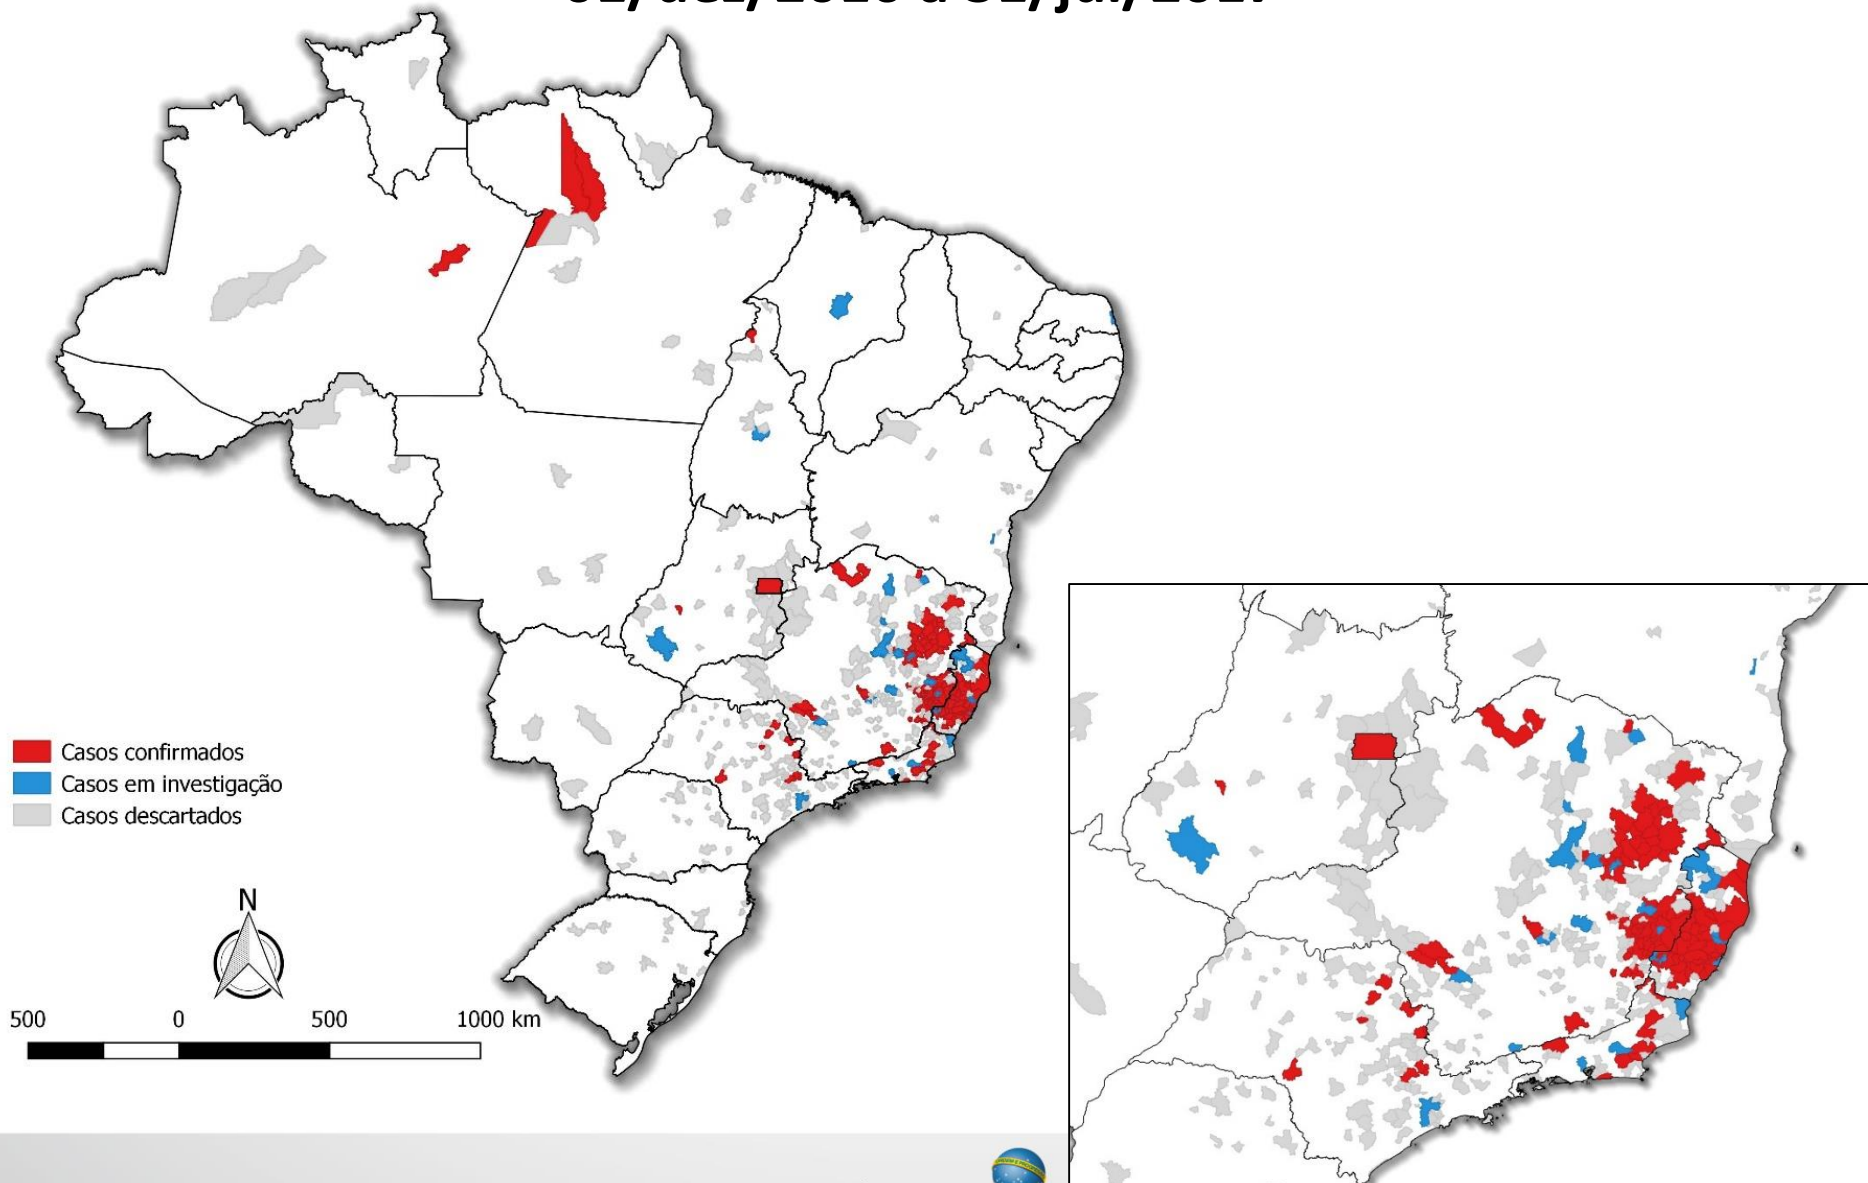 Casos confirmados
Casos em investigação
Casos descartados
N
500 0 500 1000 km